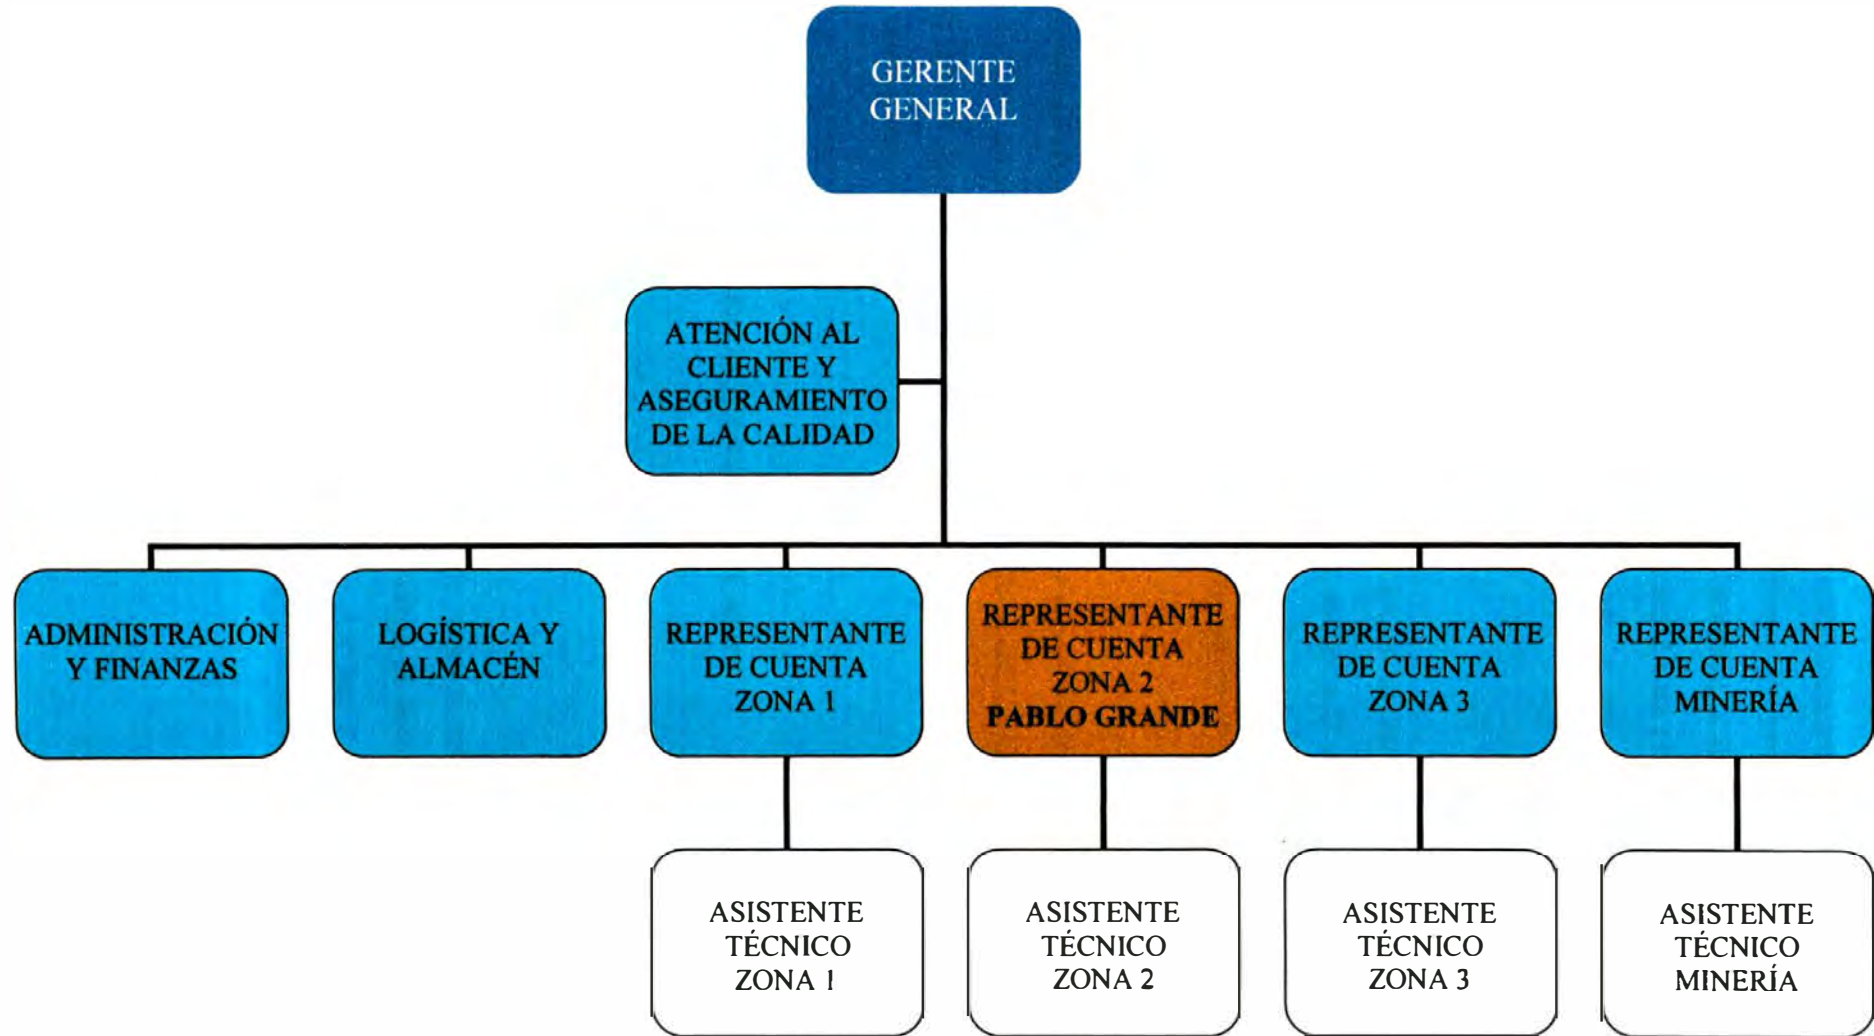 GERENTE
GENERAL
ATENCIÓN AL
CLIENTE Y
ASEGURAMIENTO
DE LA CALIDAD
ADMINISTRACIÓN
Y FINANZAS
LOGÍSTICA Y
ALMACÉN
REPRESENTANTE
DE CUENTA
ZONA 1
REPRESENTANTE
DE CUENTA
ZONA 2
PABLO GRANDE
REPRESENTANTE
DE CUENTA
ZONA 3
REPRESENTANTE
DE CUENTA
MINERÍA
ASISTENTE
TÉCNICO
ZONA 1
ASISTENTE
TÉCNICO
ZONA 2
ASISTENTE
TÉCNICO
ZONA 3
ASISTENTE
TÉCNICO
MINERÍA